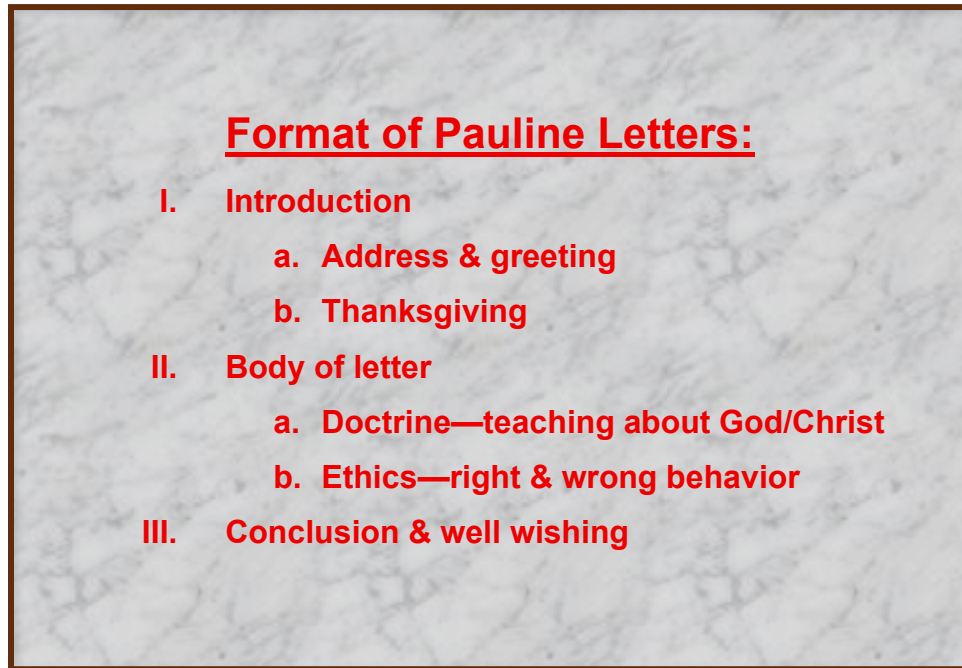 Format of Pauline Letters:
I. Introduction
a. Address & greeting
b. Thanksgiving
II. Body of letter
a. Doctrine—teaching about God/Christ
b. Ethics—right & wrong behavior
III. Conclusion & well wishing